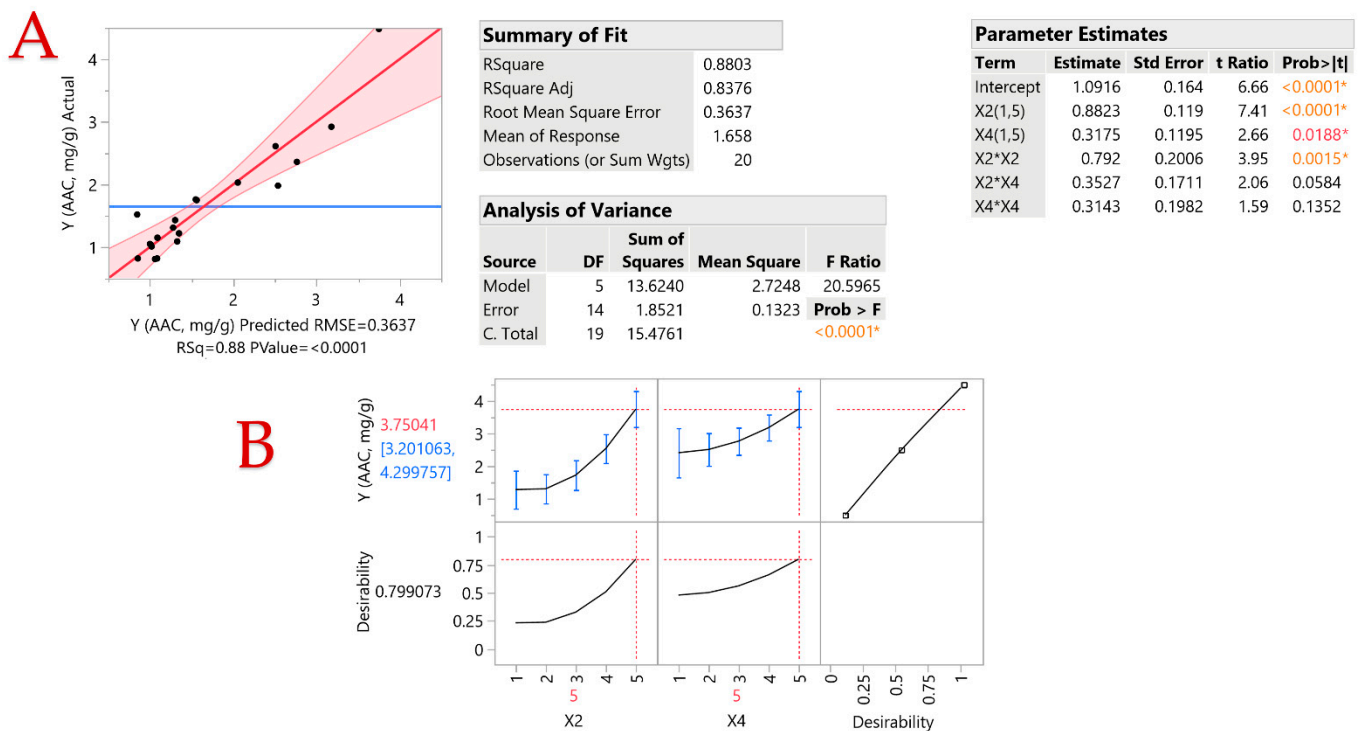 A
Y (AAC, mg/g) Actual
4
3
2
1
1 2 3 4
Y (AAC, mg/g) Predicted RMSE=0.3637
RSq=0.88 PValue=<0.0001
Summary of Fit
RSquare 0.8803
RSquare Adj 0.8376
Root Mean Square Error 0.3637
Mean of Response 1.658
Observations (or Sum Wgts) 20
Analysis of Variance
Sum of
Source DF Squares Mean Square F Ratio
Model 5 13.6240 2.7248 20.5965
Error 14 1.8521 0.1323 Prob > F
C. Total 19 15.4761 <0.0001*
Parameter Estimates
Term Estimate Std Error t Ratio Prob>|t|
Intercept 1.0916 0.164 6.66 <0.0001*
X2(1,5) 0.8823 0.119 7.41 <0.0001*
X4(1,5) 0.3175 0.1195 2.66 0.0188*
X2*X2 0.792 0.2006 3.95 0.0015*
X2*X4 0.3527 0.1711 2.06 0.0584
X4*X4 0.3143 0.1982 1.59 0.1352
B
Y (AAC, mg/g)
3.75041
[3.201063,
4.299757]
4
3
2
1
Desirability
0.799073
1
0.75
0.5
0.25
0
1 2 3 4 5
5
X2
1 2 3 4 5
5
X4
0 0.25 0.5 0.75 1
Desirability